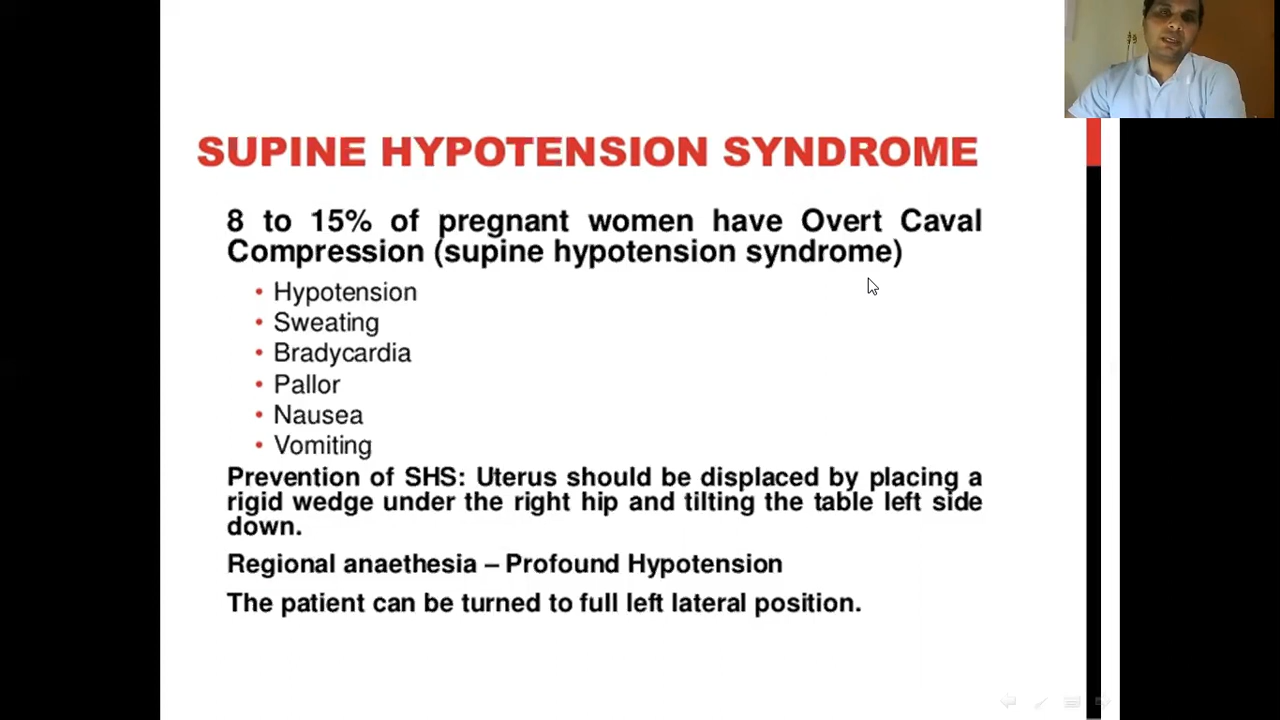 SUPINE HYPOTENSION SYNDROME
8 to 15% of pregnant women have Overt Caval
Compression (supine hypotension syndrome)
• Hypotension
• Sweating
• Bradycardia
• Pallor
• Nausea
• Vomiting
Prevention of SHS: Uterus should be displaced by placing a
rigid wedge under the right hip and tilting the table left side
down.
Regional anaethesia – Profound Hypotension
The patient can be turned to full left lateral position.